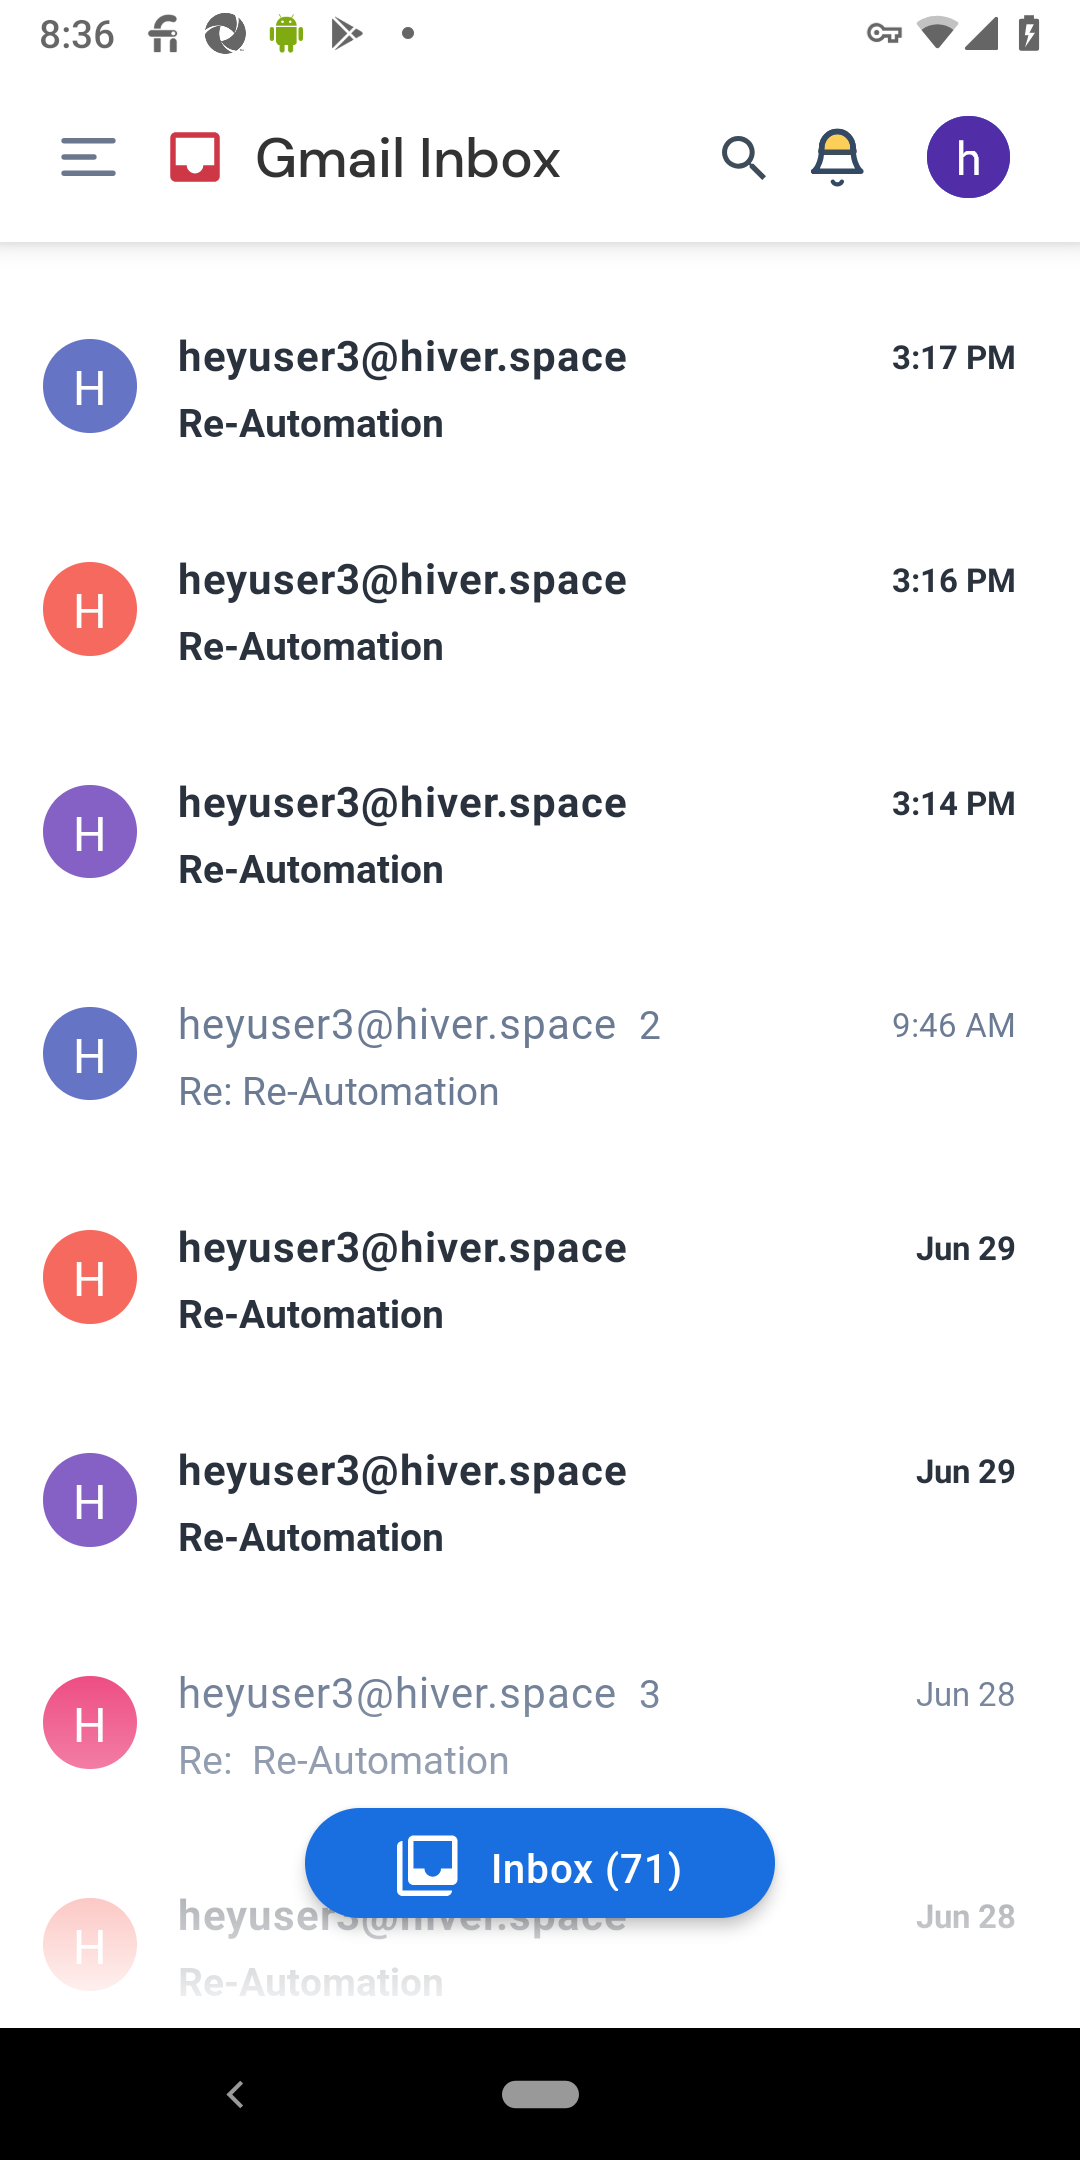 8:36
Gmail Inbox
h
H
heyuser3@hiver.space
3:17 PM
Re-Automation
H
heyuser3@hiver.space
3:16 PM
Re-Automation
H
heyuser3@hiver.space
3:14 PM
Re-Automation
H
heyuser3@hiver.space 2
9:46 AM
Re: Re-Automation
H
heyuser3@hiver.space
Jun 29
Re-Automation
H
heyuser3@hiver.space
Jun 29
Re-Automation
H
heyuser3@hiver.space 3
Jun 28
Re:  Re-Automation
Inbox (71)
H
heyuser3@hiver.space
Jun 28
Re-Automation